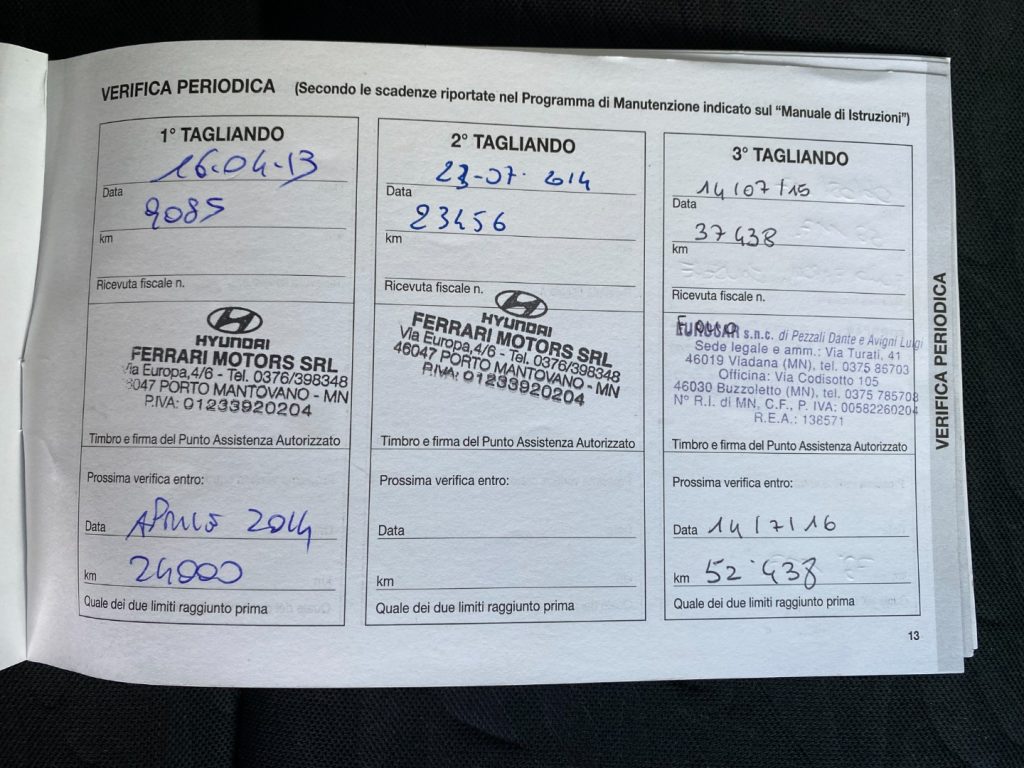 VERIFICA PERIODICA (Secondo le scadenze riportate nel Programma di Manutenzione indicato sul “Manuale di Istruzioni”)
1° TAGLIANDO
16-04-13
Data
9085
km
Ricevuta fiscale n.
HYUNDAI
FERRARI MOTORS SRL
Via Europa,4/6 - Tel. 0376/398348
46047 PORTO MANTOVANO - MN
P.IVA: 01233920204
Timbro e firma del Punto Assistenza Autorizzato
Prossima verifica entro:
Data APRILE 2014
km 24000
Quale dei due limiti raggiunto prima
2° TAGLIANDO
23-07-2014
Data
23456
km
Ricevuta fiscale n.
HYUNDAI
FERRARI MOTORS SRL
Via Europa,4/6 - Tel. 0376/398348
46047 PORTO MANTOVANO - MN
P.IVA: 01233920204
Timbro e firma del Punto Assistenza Autorizzato
Prossima verifica entro:
Data
km
Quale dei due limiti raggiunto prima
3° TAGLIANDO
14/07/15
Data
37438
km
Ricevuta fiscale n.
EUROCAR s.n.c. di Pezzali Dante e Avigni Luigi
Sede legale e amm.: Via Turati, 41
46019 Viadana (MN), tel. 0375 85703
Officina: Via Codisotto 105
46030 Buzzoletto (MN), tel. 0375 785708
N° R.I. di MN, C.F., P. IVA: 00582260204
R.E.A.: 138571
Timbro e firma del Punto Assistenza Autorizzato
Prossima verifica entro:
Data 14/7/16
km 52.438
Quale dei due limiti raggiunto prima
VERIFICA PERIODICA
13